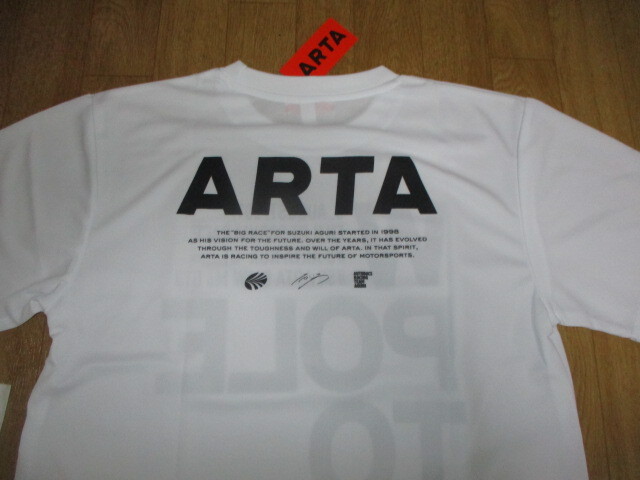 ARTA
ARTA
THE "BIG RACE" FOR SUZUKI AGURI STARTED IN 1998
AS HIS VISION FOR THE FUTURE. OVER THE YEARS, IT HAS EVOLVED
THROUGH THE TOUGHNESS AND WILL OF ARTA. IN THAT SPIRIT,
ARTA IS RACING TO INSPIRE THE FUTURE OF MOTORSPORTS.
POLE
TO